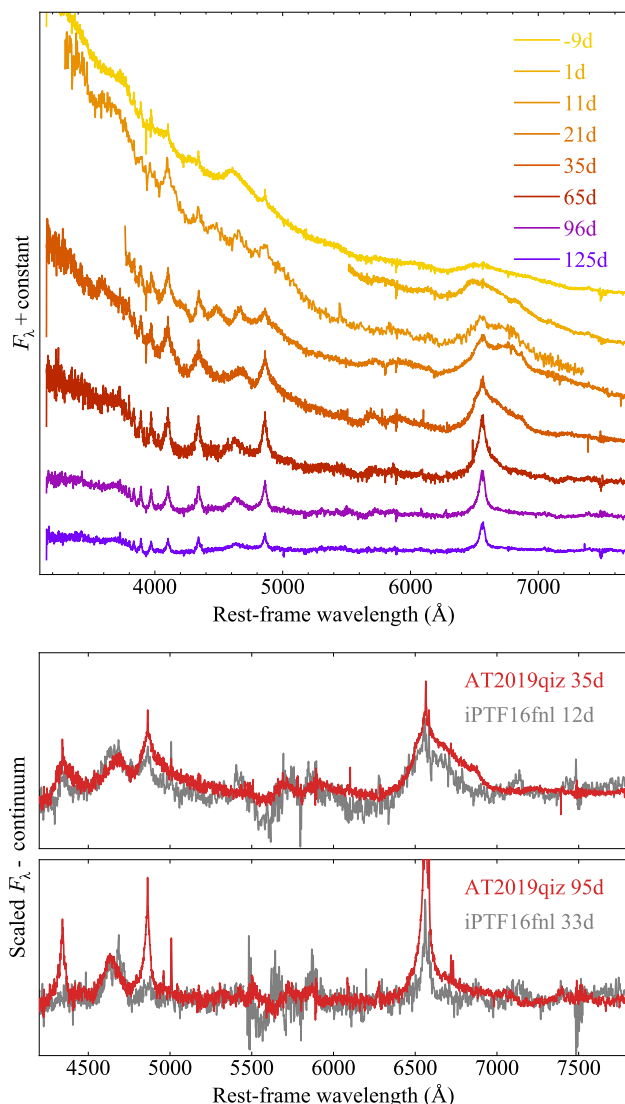 -9d
1d
11d
21d
35d
65d
96d
125d
F_λ + constant
4000 5000 6000 7000
Rest-frame wavelength (Å)
AT2019qiz 35d
iPTF16fnl 12d
AT2019qiz 95d
iPTF16fnl 33d
Scaled F_λ - continuum
4500 5000 5500 6000 6500 7000 7500
Rest-frame wavelength (Å)